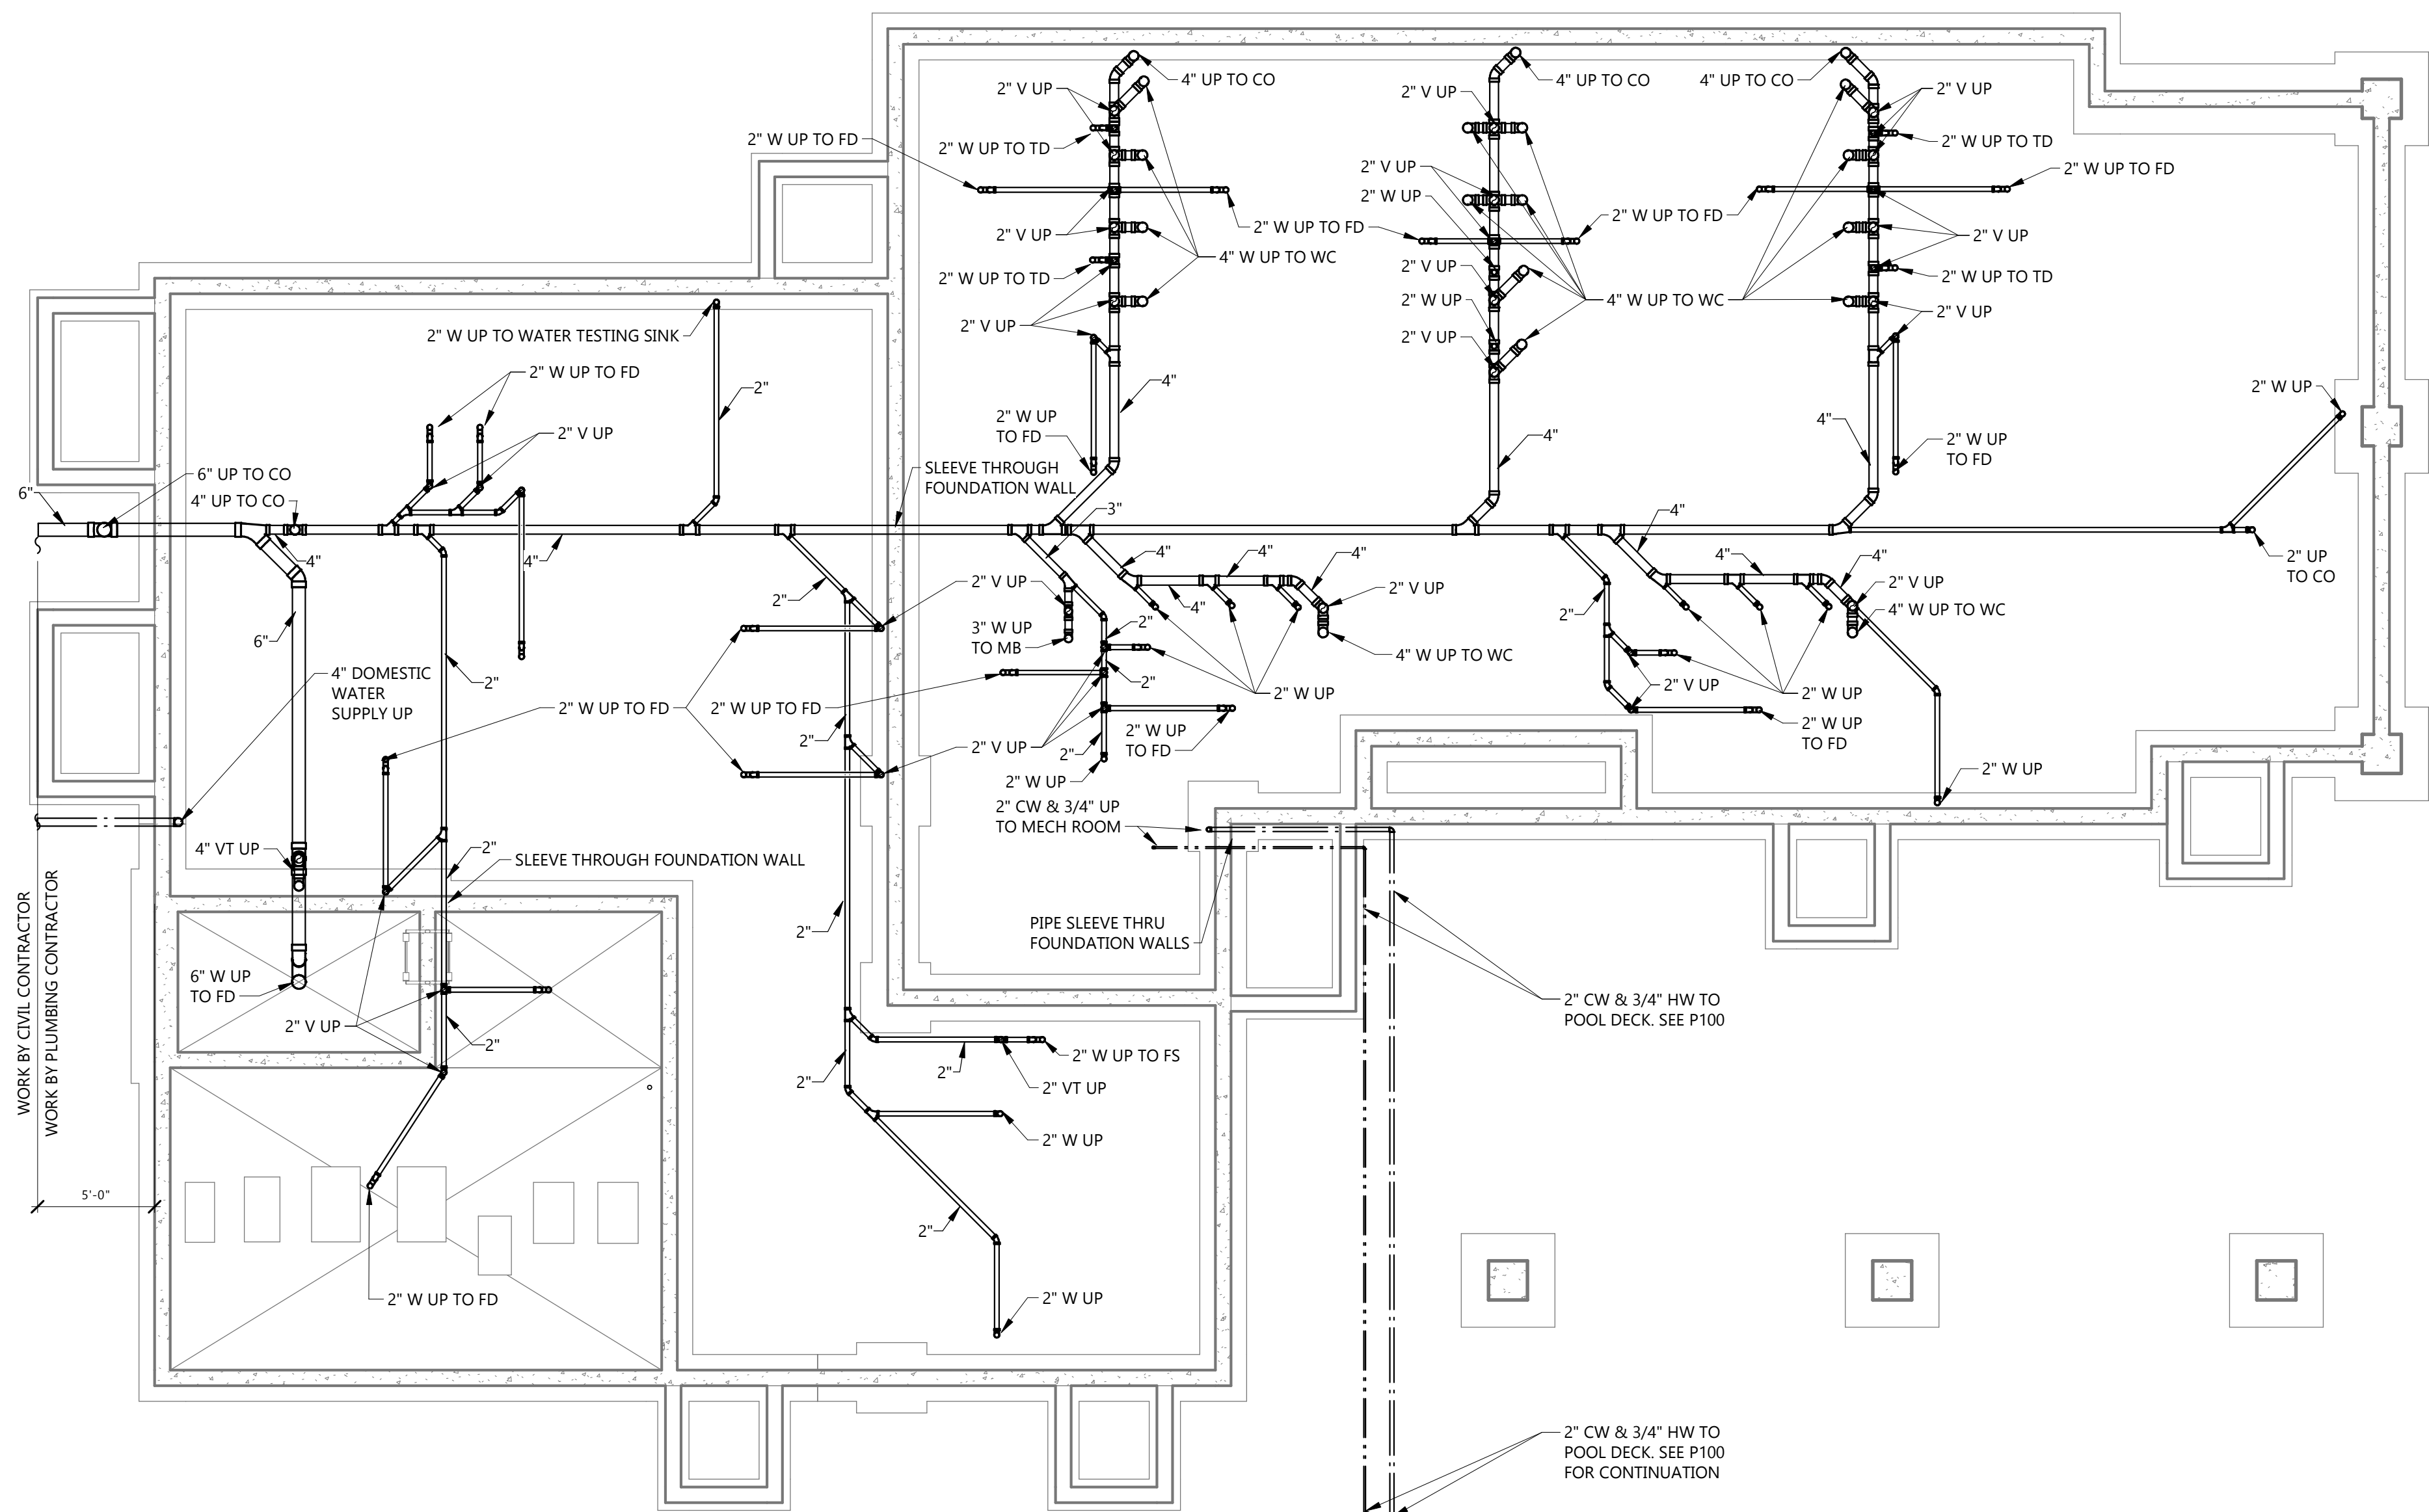 4" UP TO CO
4" UP TO CO
4" UP TO CO
2" V UP
2" V UP
2" V UP
2" W UP TO FD
2" W UP TO TD
2" W UP TO TD
2" V UP
2" W UP TO FD
2" W UP
2" W UP TO FD
2" W UP TO FD
2" V UP
2" V UP
4" W UP TO WC
2" V UP
2" W UP TO TD
2" W UP TO TD
2" W UP
4" W UP TO WC
2" V UP
2" V UP
2" V UP
2" W UP TO WATER TESTING SINK
2" W UP TO FD
2"
4"
2" W UP
2" W UP
TO FD
4"
2" V UP
4"
2" W UP
TO FD
6" UP TO CO
SLEEVE THROUGH
FOUNDATION WALL
6"
4" UP TO CO
3"
4"
4"
4"
4"
4"
4"
4"
4"
4"
2" UP
TO CO
2" V UP
2" V UP
2" V UP
2"
4"
2"
4" W UP TO WC
6"
3" W UP
TO MB
2"
4" W UP TO WC
4" DOMESTIC
WATER
SUPPLY UP
2"
2"
2" W UP
2" V UP
2" W UP
2" W UP TO FD
2" W UP TO FD
2" W UP
TO FD
2" W UP
TO FD
2"
2" V UP
2"
2" W UP
2" W UP
2" CW & 3/4" UP
TO MECH ROOM
4" VT UP
2"
SLEEVE THROUGH FOUNDATION WALL
WORK BY CIVIL CONTRACTOR
WORK BY PLUMBING CONTRACTOR
2"
PIPE SLEEVE THRU
FOUNDATION WALLS
6" W UP
TO FD
2" CW & 3/4" HW TO
POOL DECK. SEE P100
2" V UP
2"
2" W UP TO FS
2"
2"
2" VT UP
2" W UP
5'-0"
2"
2" W UP TO FD
2" W UP
2" CW & 3/4" HW TO
POOL DECK. SEE P100
FOR CONTINUATION